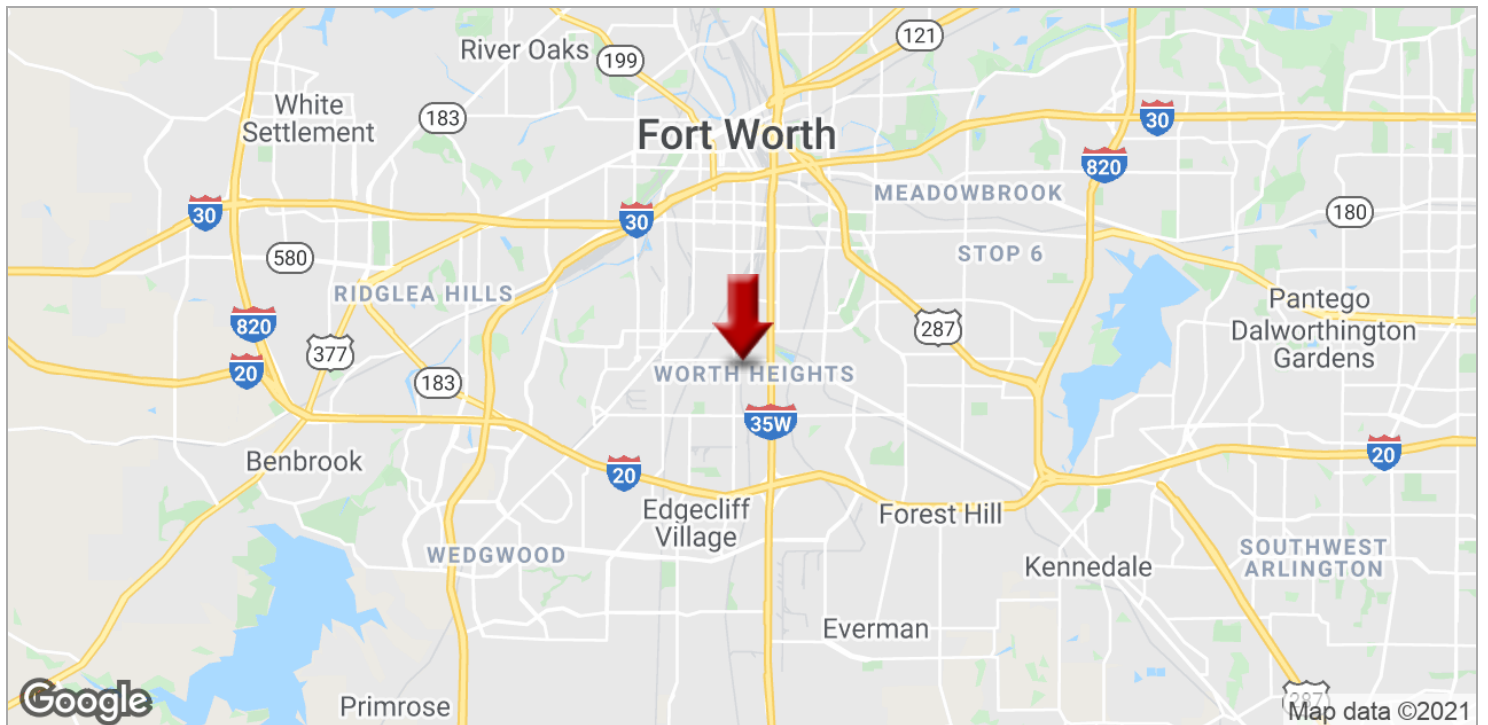 River Oaks
199
121
White
Settlement
183
Fort Worth
30
820
MEADOWBROOK
30
30
180
580
STOP 6
RIDGLEA HILLS
Pantego
820
377
287
Dalworthington
Gardens
20
183
WORTH HEIGHTS
35W
Benbrook
20
20
Edgecliff
Village
Forest Hill
WEDGWOOD
Kennedale
SOUTHWEST
ARLINGTON
Everman
Google
Primrose
287
Map data ©2021